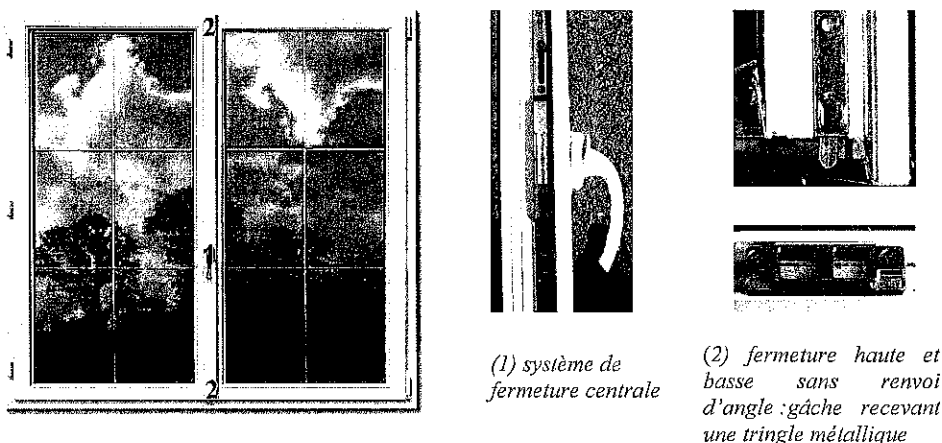 2
1
2
(1) système de
fermeture centrale
(2) fermeture haute et
basse sans renvoi
d'angle :gâche recevant
une tringle métallique